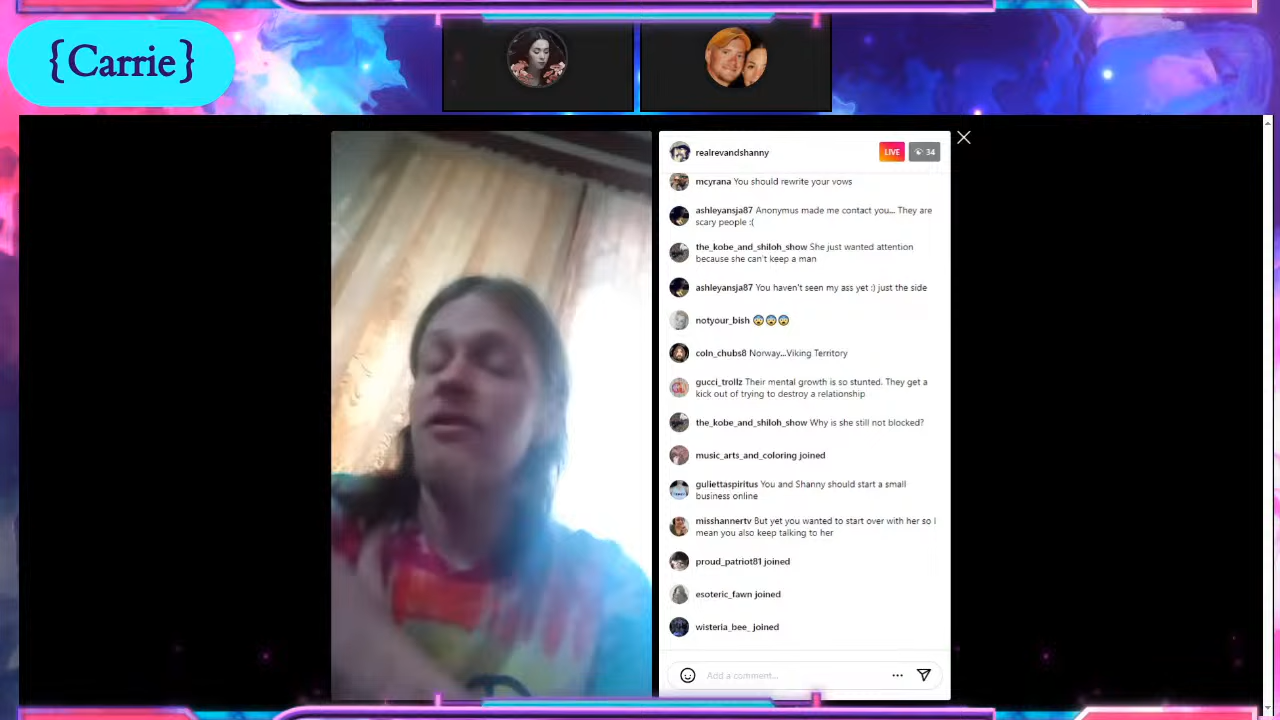 {Carrie}
realrevandshanny
LIVE
34
mcyrana You should rewrite your vows
ashleyansja87 Anonymus made me contact you... They are
scary people :(
the_kobe_and_shiloh_show She just wanted attention
because she can't keep a man
ashleyansja87 You haven't seen my ass yet :) just the side
notyour_bish 😨😨😨
coln_chubs8 Norway...Viking Territory
gucci_trollz Their mental growth is so stunted. They get a
kick out of trying to destroy a relationship
the_kobe_and_shiloh_show Why is she still not blocked?
music_arts_and_coloring joined
guliettaspiritus You and Shanny should start a small
business online
misshannertv But yet you wanted to start over with her so I
mean you also keep talking to her
proud_patriot81 joined
esoteric_fawn joined
wisteria_bee_ joined
Add a comment...